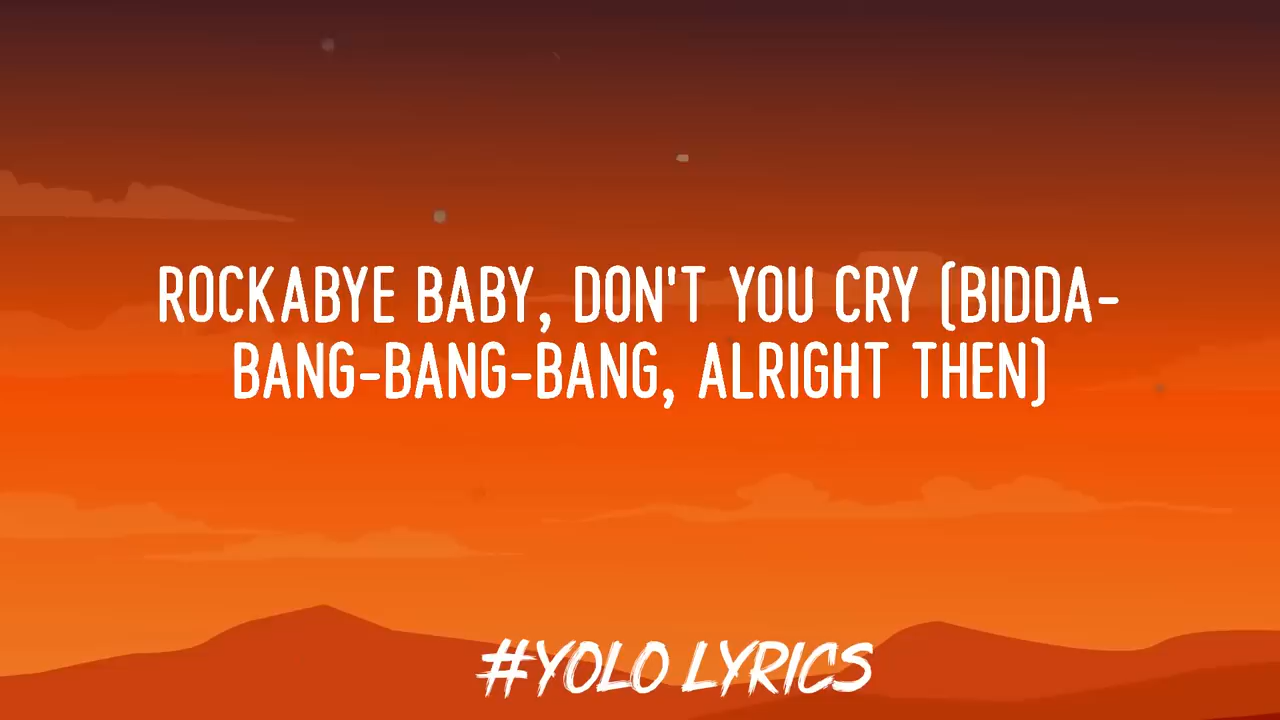 ROCKABYE BABY, DON'T YOU CRY (BIDDA-
BANG-BANG-BANG, ALRIGHT THEN)
#YOLO LYRICS